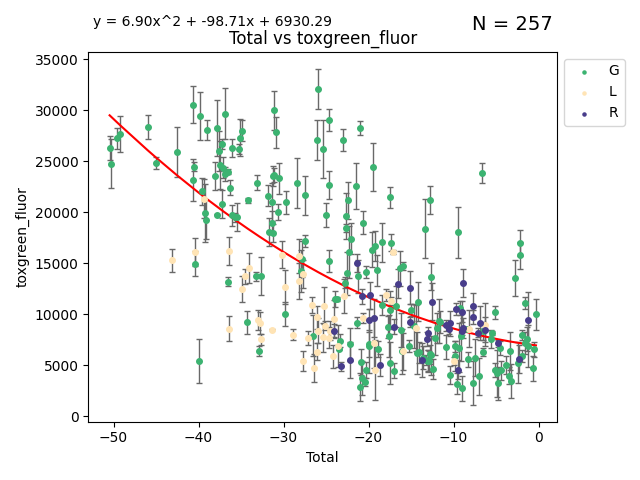 y = 6.90x^2 + -98.71x + 6930.29
N = 257
Total vs toxgreen_fluor
35000
30000
25000
20000
15000
10000
5000
0
toxgreen_fluor
−50
−40
−30
−20
−10
0
Total
G
L
R